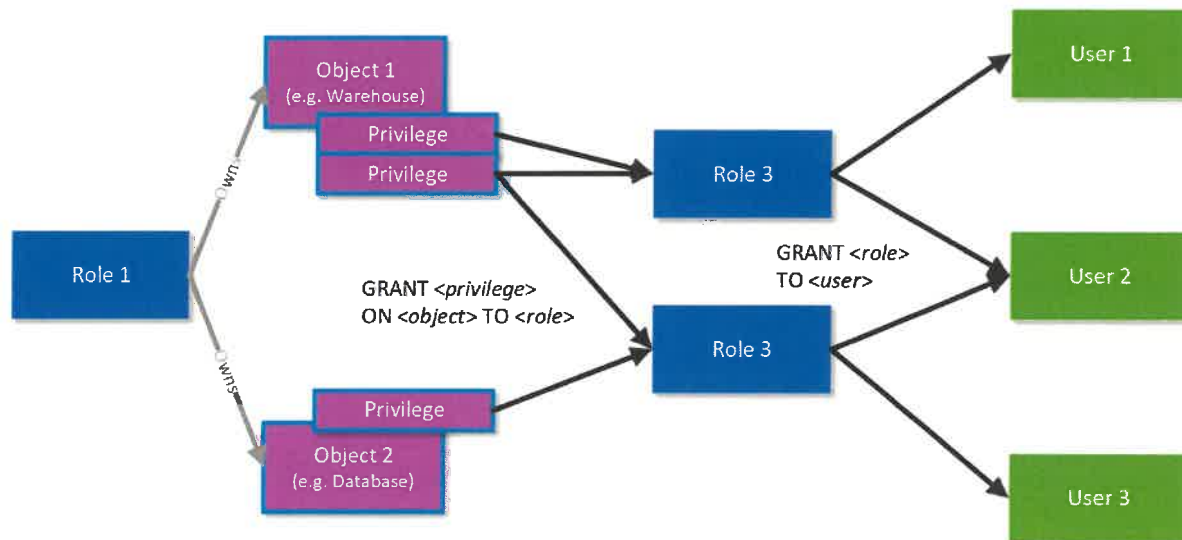 Object 1
(e.g. Warehouse)
Privilege
Privilege
Owns
Role 1
Owns
GRANT <privilege>
ON <object> TO <role>
Privilege
Object 2
(e.g. Database)
Role 3
GRANT <role>
TO <user>
Role 3
User 1
User 2
User 3